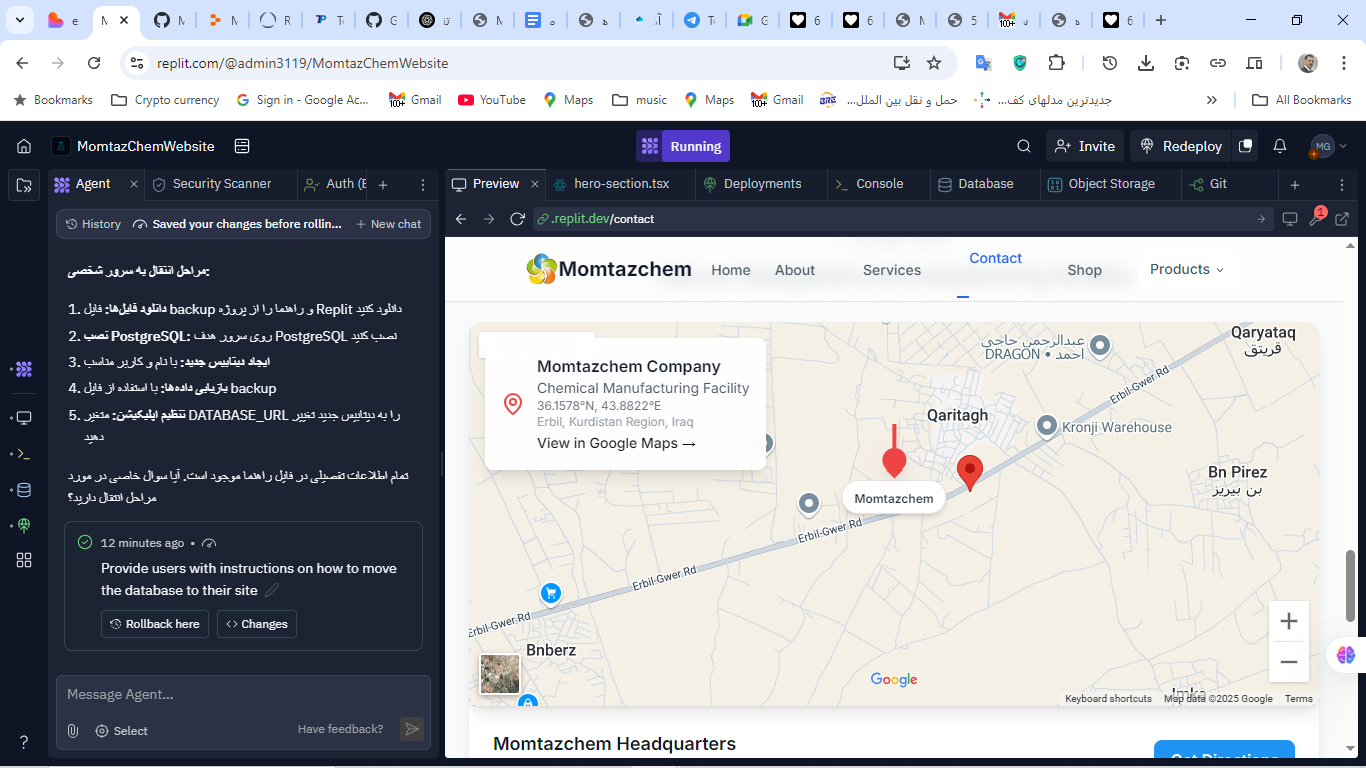 replit.com/@admin3119/MomtazChemWebsite
Bookmarks
Crypto currency
Sign in - Google Ac...
Gmail
YouTube
Maps
music
Maps
Gmail
حمل و نقل بین الملل...
جدیدترین مدلهای کف...
All Bookmarks
MomtazChemWebsite
Running
Invite
Redeploy
MG
Agent
Security Scanner
Auth (E
Preview
hero-section.tsx
Deployments
Console
Database
Object Storage
Git
History
Saved your changes before rollin...
New chat
.replit.dev/contact
1
مراحل انتقال به سرور شخصی:
1. دانلود فایل‌ها: فایل backup و راهنما را از پروژه Replit دانلود کنید
2. نصب PostgreSQL: روی سرور هدف PostgreSQL نصب کنید
3. ایجاد دیتابیس جدید: با نام و کاربر مناسب
4. بازیابی داده‌ها: با استفاده از فایل backup
5. تنظیم اپلیکیشن: متغیر DATABASE_URL را به دیتابیس جدید تغییر
دهید
تمام اطلاعات تفصیلی در فایل راهنما موجود است. آیا سوال خاصی در مورد
مراحل انتقال دارید؟
12 minutes ago •
Provide users with instructions on how to move
the database to their site
Rollback here
Changes
Message Agent...
Select
Have feedback?
Momtazchem
Home
About
Services
Contact
Shop
Products
Momtazchem Company
Chemical Manufacturing Facility
36.1578°N, 43.8822°E
Erbil, Kurdistan Region, Iraq
View in Google Maps →
عبدالرحمن حاجي
DRAGON • احمد
Qaryataq
قريتق
Erbil-Gwer Rd
Qaritagh
Kronji Warehouse
Bn Pirez
بن بيريز
Momtazchem
Erbil-Gwer Rd
Erbil-Gwer Rd
Erbil-Gwer Rd
Bnberz
Google
Imka
Keyboard shortcuts
Map data ©2025 Google
Terms
Momtazchem Headquarters
Get Directions